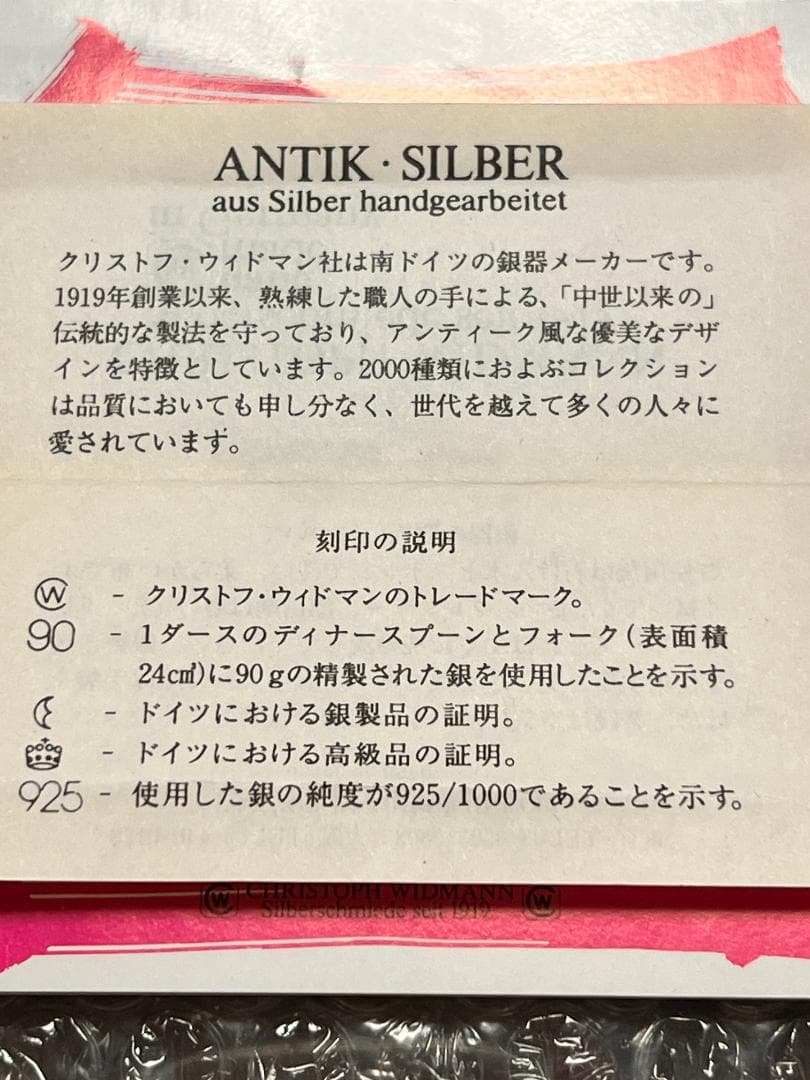 ANTIK・SILBER
aus Silber handgearbeitet
クリストフ・ウィドマン社は南ドイツの銀器メーカーです。
1919年創業以来、熟練した職人の手による、「中世以来の」
伝統的な製法を守っており、アンティーク風な優美なデザ
インを特徴としています。2000種類におよぶコレクション
は品質においても申し分なく、世代を越えて多くの人々に
愛されています。
刻印の説明
W - クリストフ・ウィドマンのトレードマーク。
90 - 1ダースのディナースプーンとフォーク(表面積
24c㎡)に90gの精製された銀を使用したことを示す。
- ドイツにおける銀製品の証明。
- ドイツにおける高級品の証明。
925 - 使用した銀の純度が925/1000であることを示す。
W CHRISTOPH WIDMANN W
Silberschmiede seit 1919